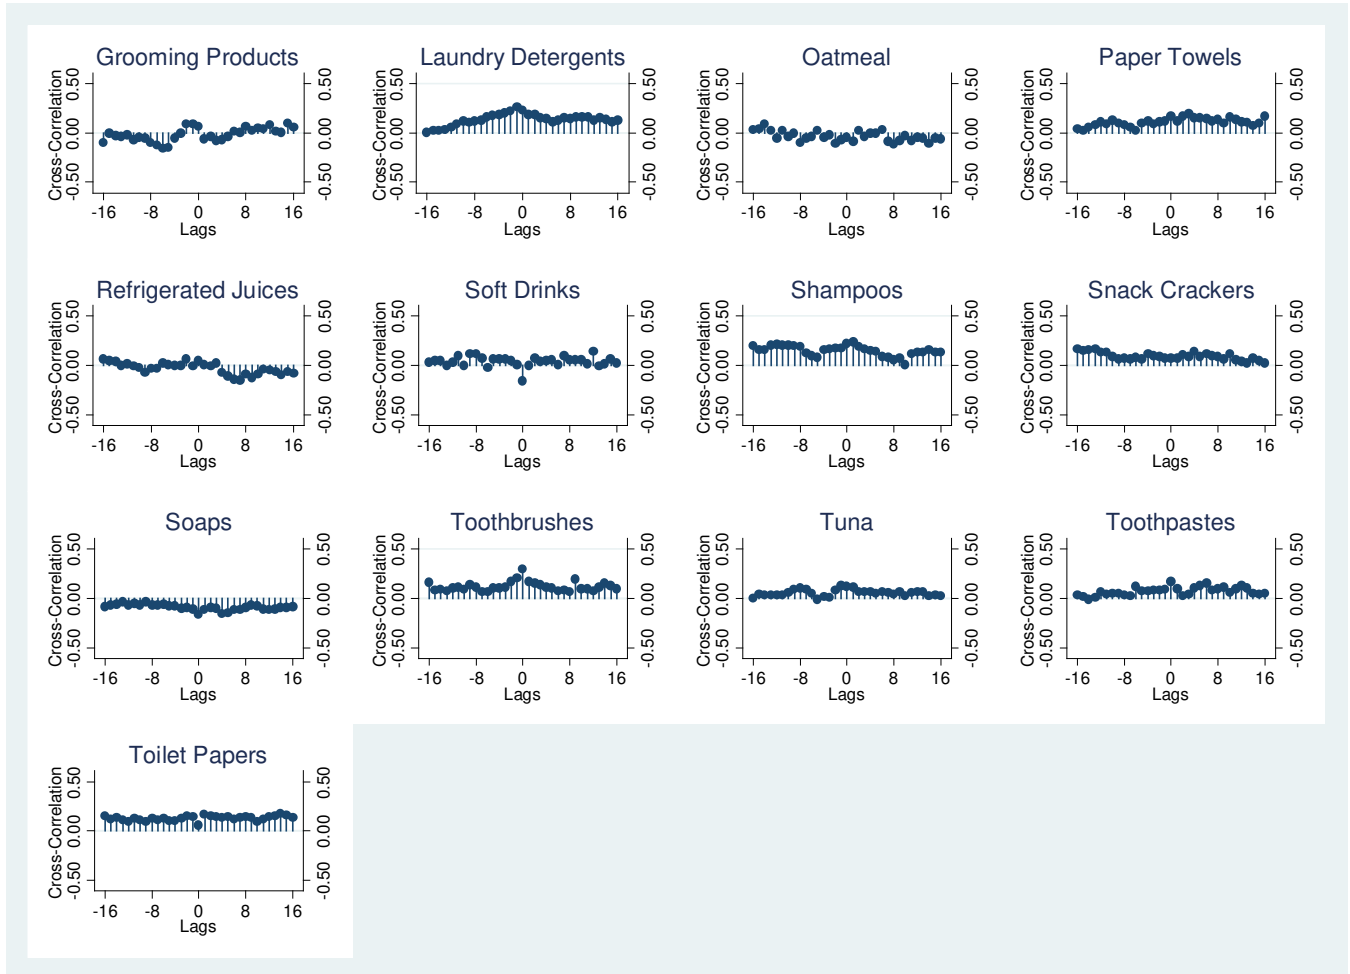 Grooming Products
Cross-Correlation
0.50
0.00
-0.50
0.50
0.00
-0.50
-16 -8 0 8 16
Lags
Laundry Detergents
Cross-Correlation
0.50
0.00
-0.50
0.50
0.00
-0.50
-16 -8 0 8 16
Lags
Oatmeal
Cross-Correlation
0.50
0.00
-0.50
0.50
0.00
-0.50
-16 -8 0 8 16
Lags
Paper Towels
Cross-Correlation
0.50
0.00
-0.50
0.50
0.00
-0.50
-16 -8 0 8 16
Lags
Refrigerated Juices
Cross-Correlation
0.50
0.00
-0.50
0.50
0.00
-0.50
-16 -8 0 8 16
Lags
Soft Drinks
Cross-Correlation
0.50
0.00
-0.50
0.50
0.00
-0.50
-16 -8 0 8 16
Lags
Shampoos
Cross-Correlation
0.50
0.00
-0.50
0.50
0.00
-0.50
-16 -8 0 8 16
Lags
Snack Crackers
Cross-Correlation
0.50
0.00
-0.50
0.50
0.00
-0.50
-16 -8 0 8 16
Lags
Soaps
Cross-Correlation
0.50
0.00
-0.50
0.50
0.00
-0.50
-16 -8 0 8 16
Lags
Toothbrushes
Cross-Correlation
0.50
0.00
-0.50
0.50
0.00
-0.50
-16 -8 0 8 16
Lags
Tuna
Cross-Correlation
0.50
0.00
-0.50
0.50
0.00
-0.50
-16 -8 0 8 16
Lags
Toothpastes
Cross-Correlation
0.50
0.00
-0.50
0.50
0.00
-0.50
-16 -8 0 8 16
Lags
Toilet Papers
Cross-Correlation
0.50
0.00
-0.50
0.50
0.00
-0.50
-16 -8 0 8 16
Lags